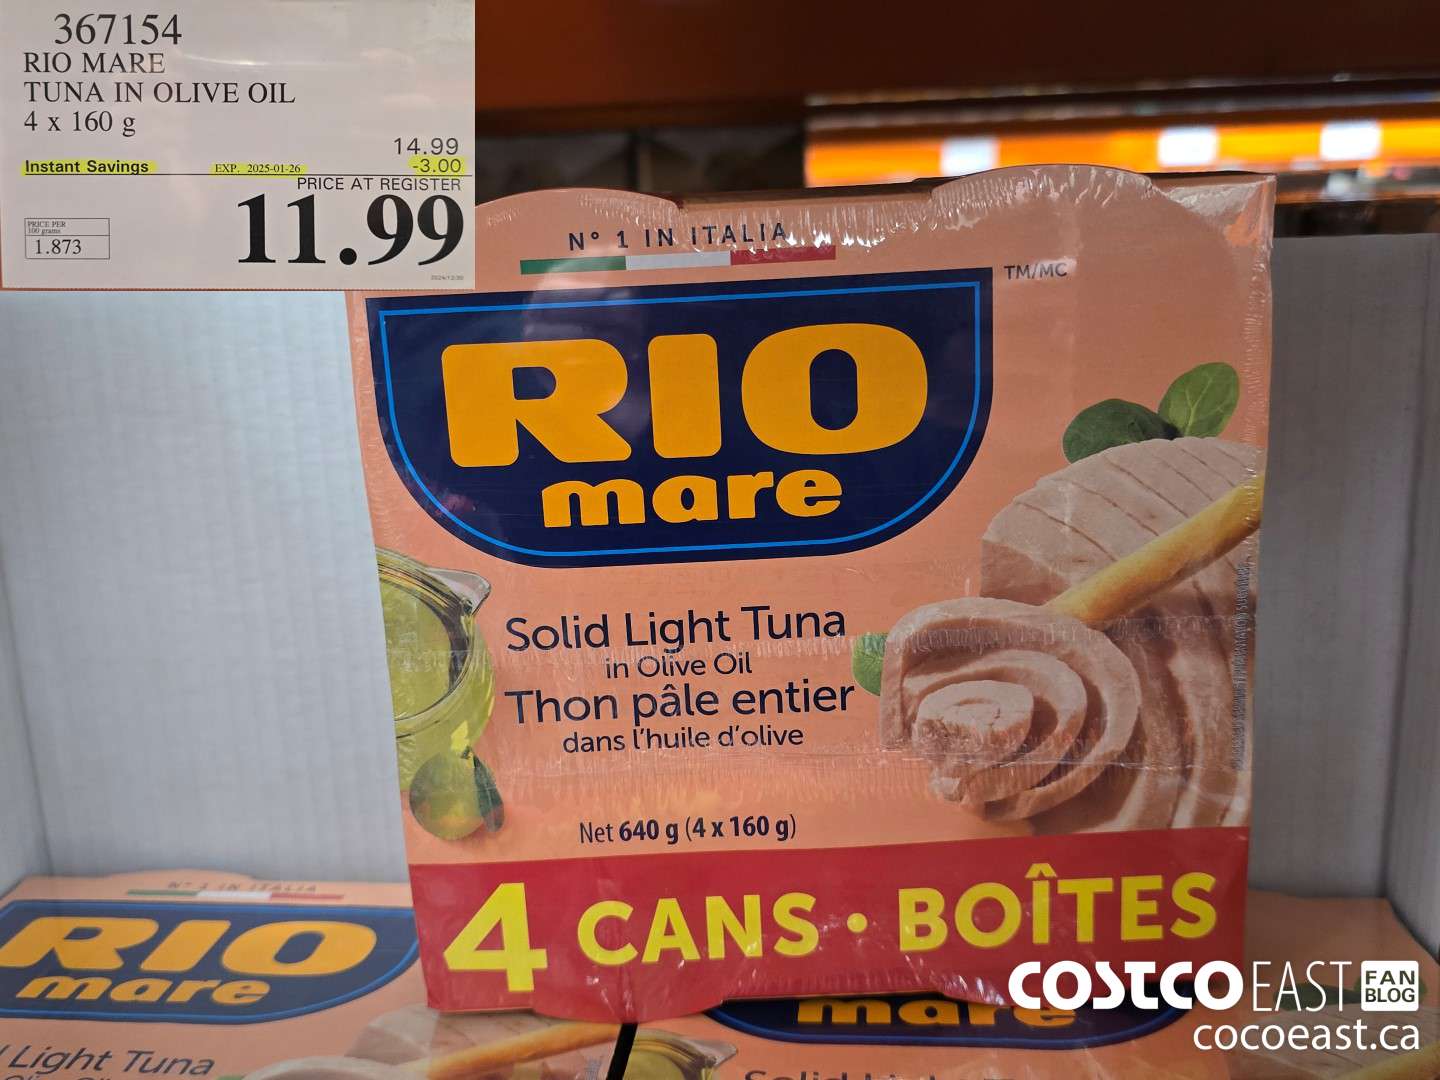 367154
RIO MARE
TUNA IN OLIVE OIL
4 x 160 g
14.99
Instant Savings EXP. 2025-01-26 -3.00
PRICE AT REGISTER
11.99
PRICE PER
100 grams
1.873
2024/12/30
N° 1 IN ITALIA
TM/MC
RIO
mare
Solid Light Tuna
in Olive Oil
Thon pâle entier
dans l'huile d'olive
Net 640 g (4 x 160 g)
4 CANS · BOÎTES
N° 1 IN ITALIA
RIO
mare
Light Tuna
mare
COSTCO EAST FAN BLOG
cocoeast.ca